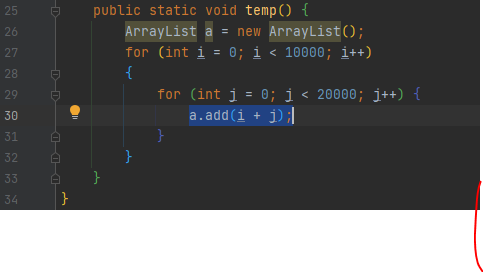 25 public static void temp() {
26 ArrayList a = new ArrayList();
27 for (int i = 0; i < 10000; i++)
28 {
29 for (int j = 0; j < 20000; j++) {
30 a.add(i + j);
31 }
32 }
33 }
34 }